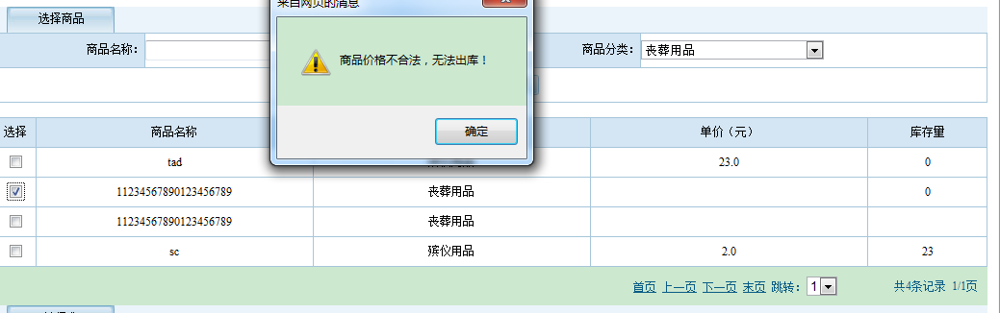 来自网页的消息
选择商品
商品名称：
商品分类： 丧葬用品
商品价格不合法，无法出库！
确定
选择 商品名称 单价（元） 库存量
tad 23.0 0
11234567890123456789 丧葬用品 0
11234567890123456789 丧葬用品
sc 殡仪用品 2.0 23
首页 上一页 下一页 末页 跳转： 1 共4条记录 1/1页